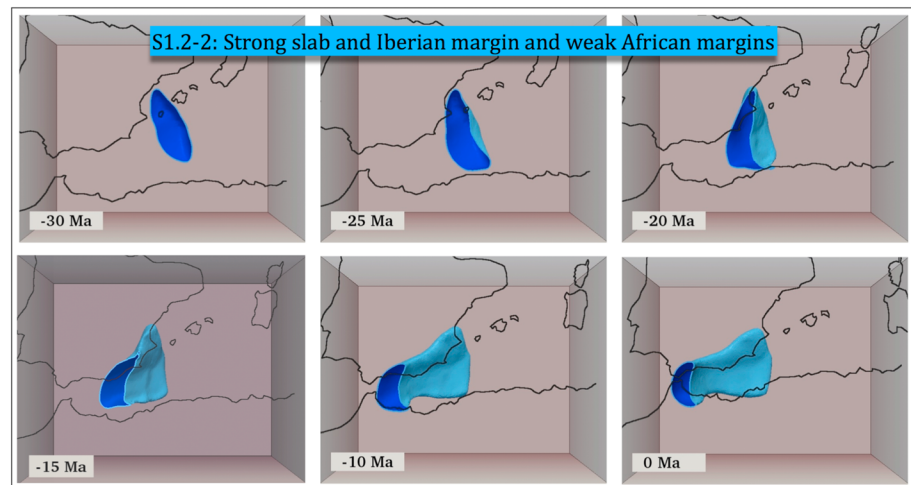 S1.2-2: Strong slab and Iberian margin and weak African margins
-30 Ma
-25 Ma
-20 Ma
-15 Ma
-10 Ma
0 Ma